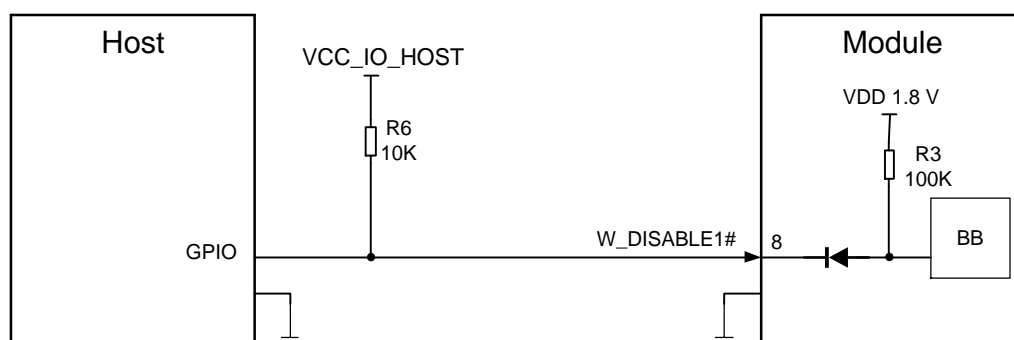 Host
Module
VCC_IO_HOST
VDD 1.8 V
R6
10K
R3
100K
GPIO
W_DISABLE1#
8
BB